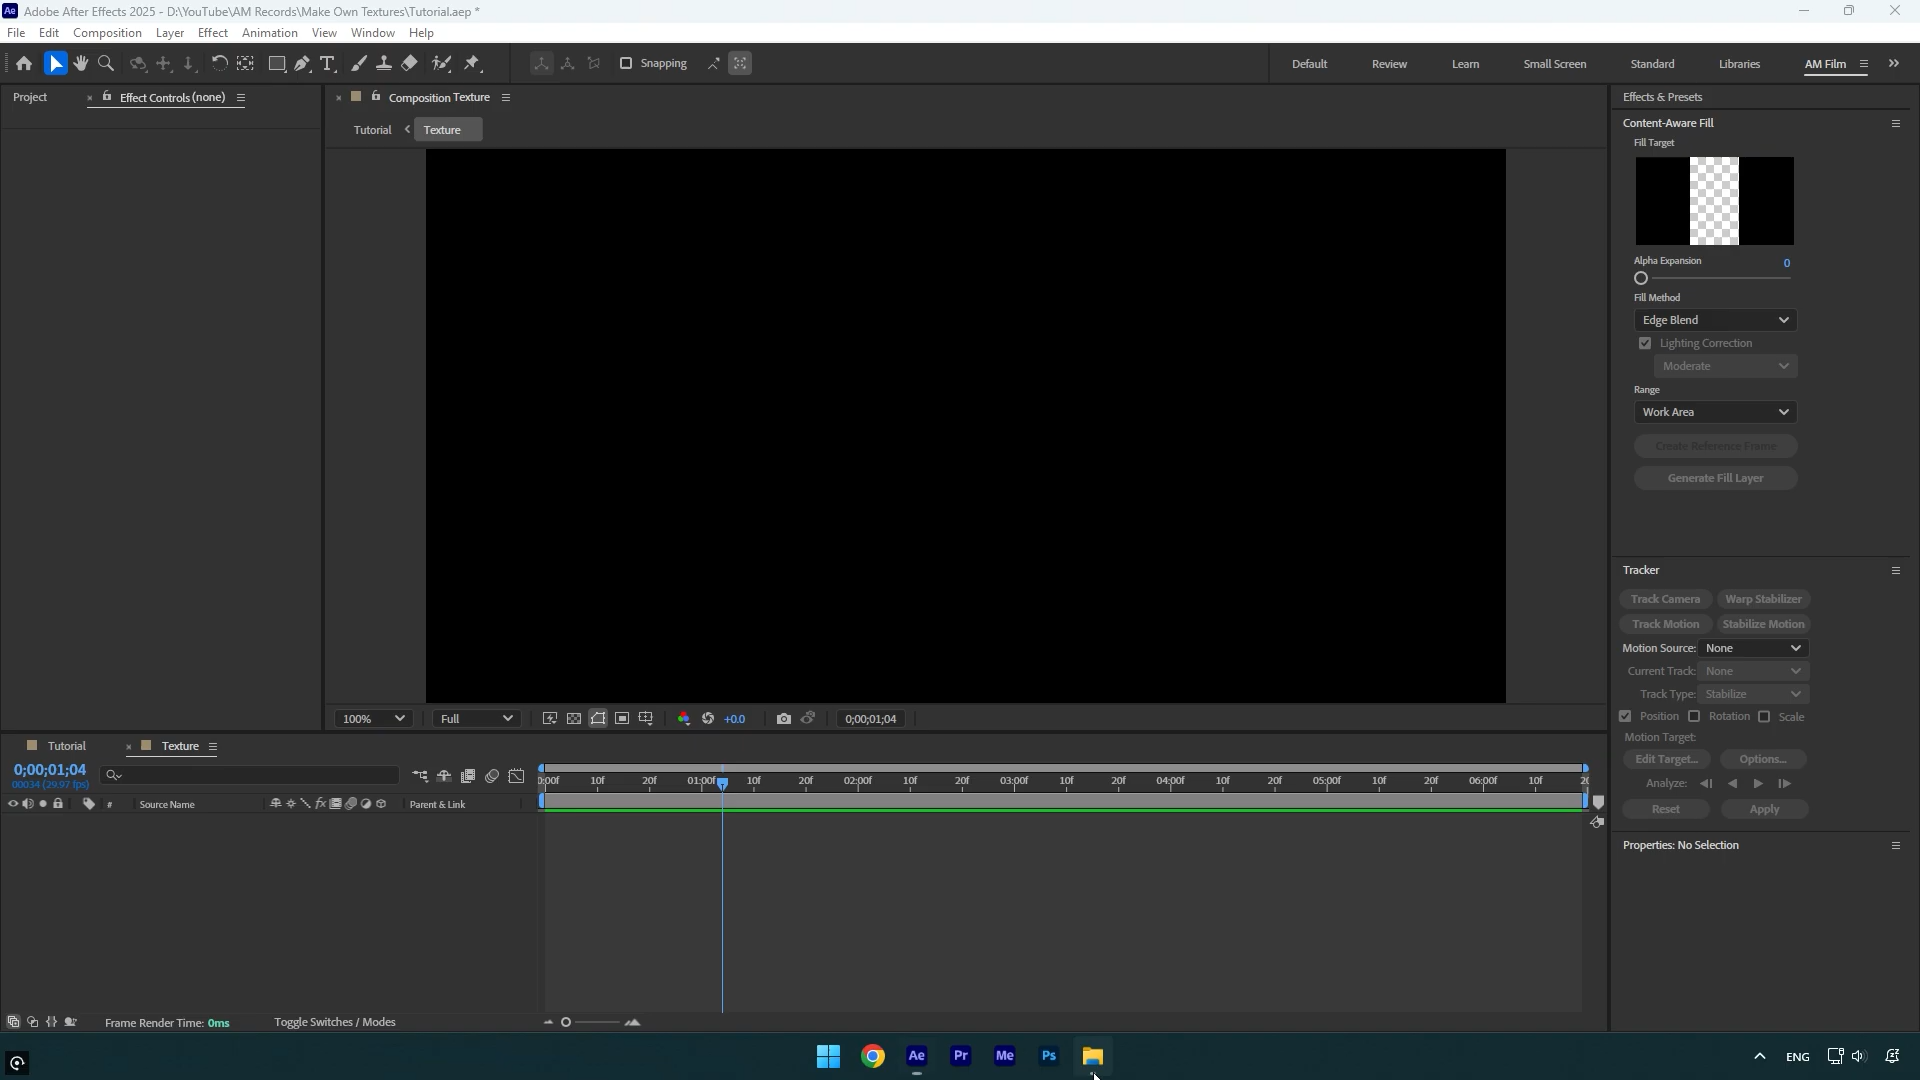 Ae Adobe After Effects 2025 - D:\YouTube\AM Records\Make Own Textures\Tutorial.aep *
File Edit Composition Layer Effect Animation View Window Help
Snapping
Default Review Learn Small Screen Standard Libraries AM Film
Project Effect Controls (none)
Composition Texture
Effects & Presets
Tutorial Texture
Content-Aware Fill
Fill Target
Alpha Expansion 0
Fill Method
Edge Blend
Lighting Correction
Moderate
Range
Work Area
Create Reference Frame
Generate Fill Layer
Tracker
Track Camera Warp Stabilizer
Track Motion Stabilize Motion
Motion Source: None
Current Track: None
Track Type: Stabilize
Position Rotation Scale
Motion Target:
Edit Target... Options...
Analyze:
Reset Apply
Properties: No Selection
100% Full +0.0 0;00;01;04
Tutorial Texture
0;00;01;04
00034 (29.97 fps)
10f 20f 01:00f 10f 20f 02:00f 10f 20f 03:00f 10f 20f 04:00f 10f 20f 05:00f 10f 20f 06:00f 10f
# Source Name fx Parent & Link
Frame Render Time: 0ms Toggle Switches / Modes
Ae Pr Me Ps
ENG